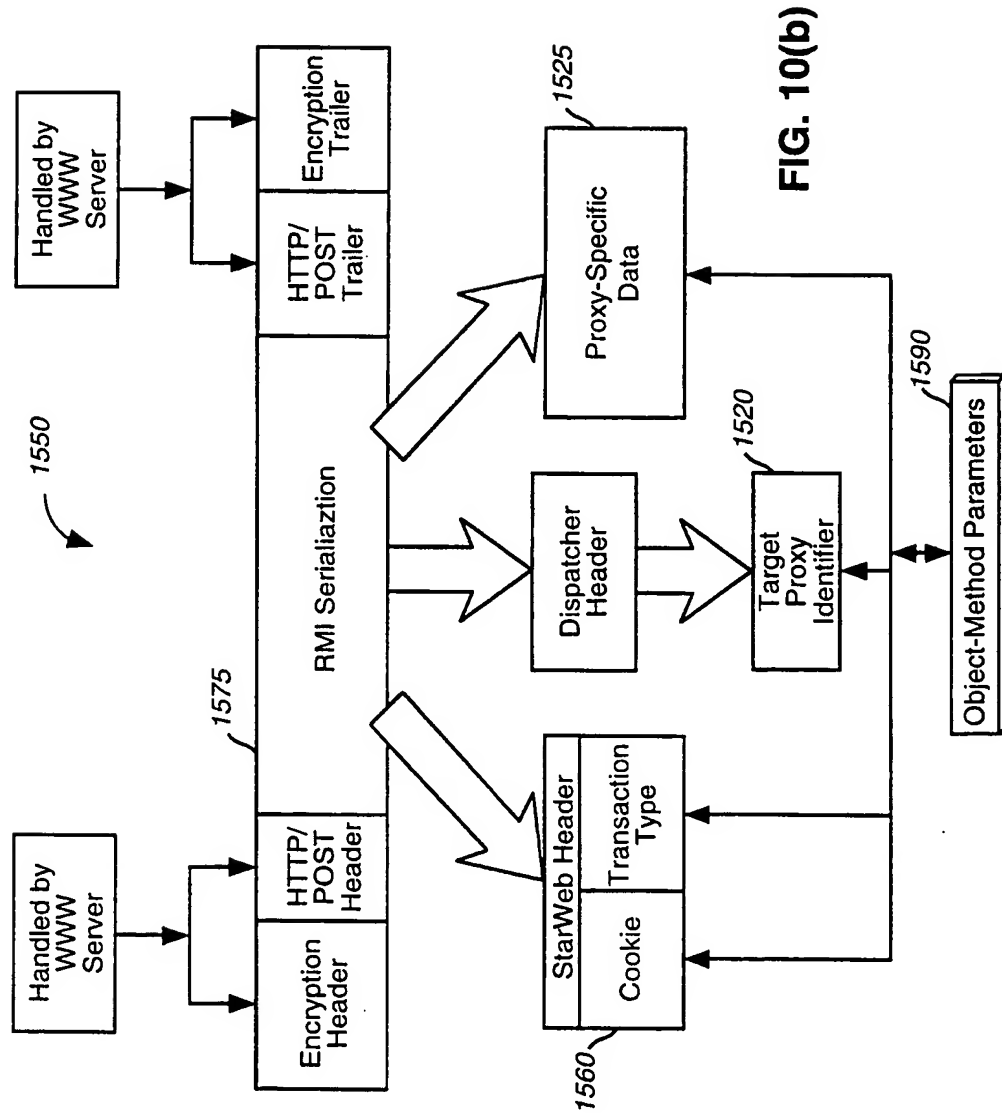 1550
Handled by
WWW
Server
Handled by
WWW
Server
1575
Encryption
Header
HTTP/
POST
Header
RMI Serialiaztion
HTTP/
POST
Trailer
Encryption
Trailer
StarWeb Header
Cookie
Transaction
Type
1560
Dispatcher
Header
Target
Proxy
Identifier
1520
Proxy-Specific
Data
1525
Object-Method Parameters
1590
FIG. 10(b)